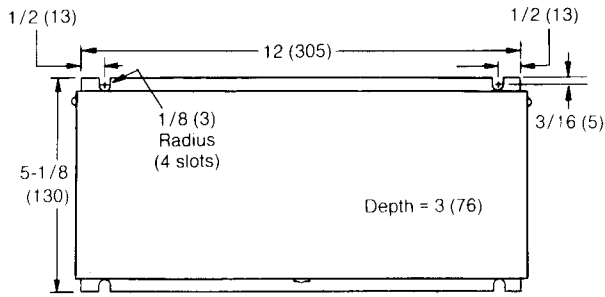 1/2 (13)
1/2 (13)
12 (305)
1/8 (3)
Radius
(4 slots)
3/16 (5)
5-1/8
(130)
Depth = 3 (76)